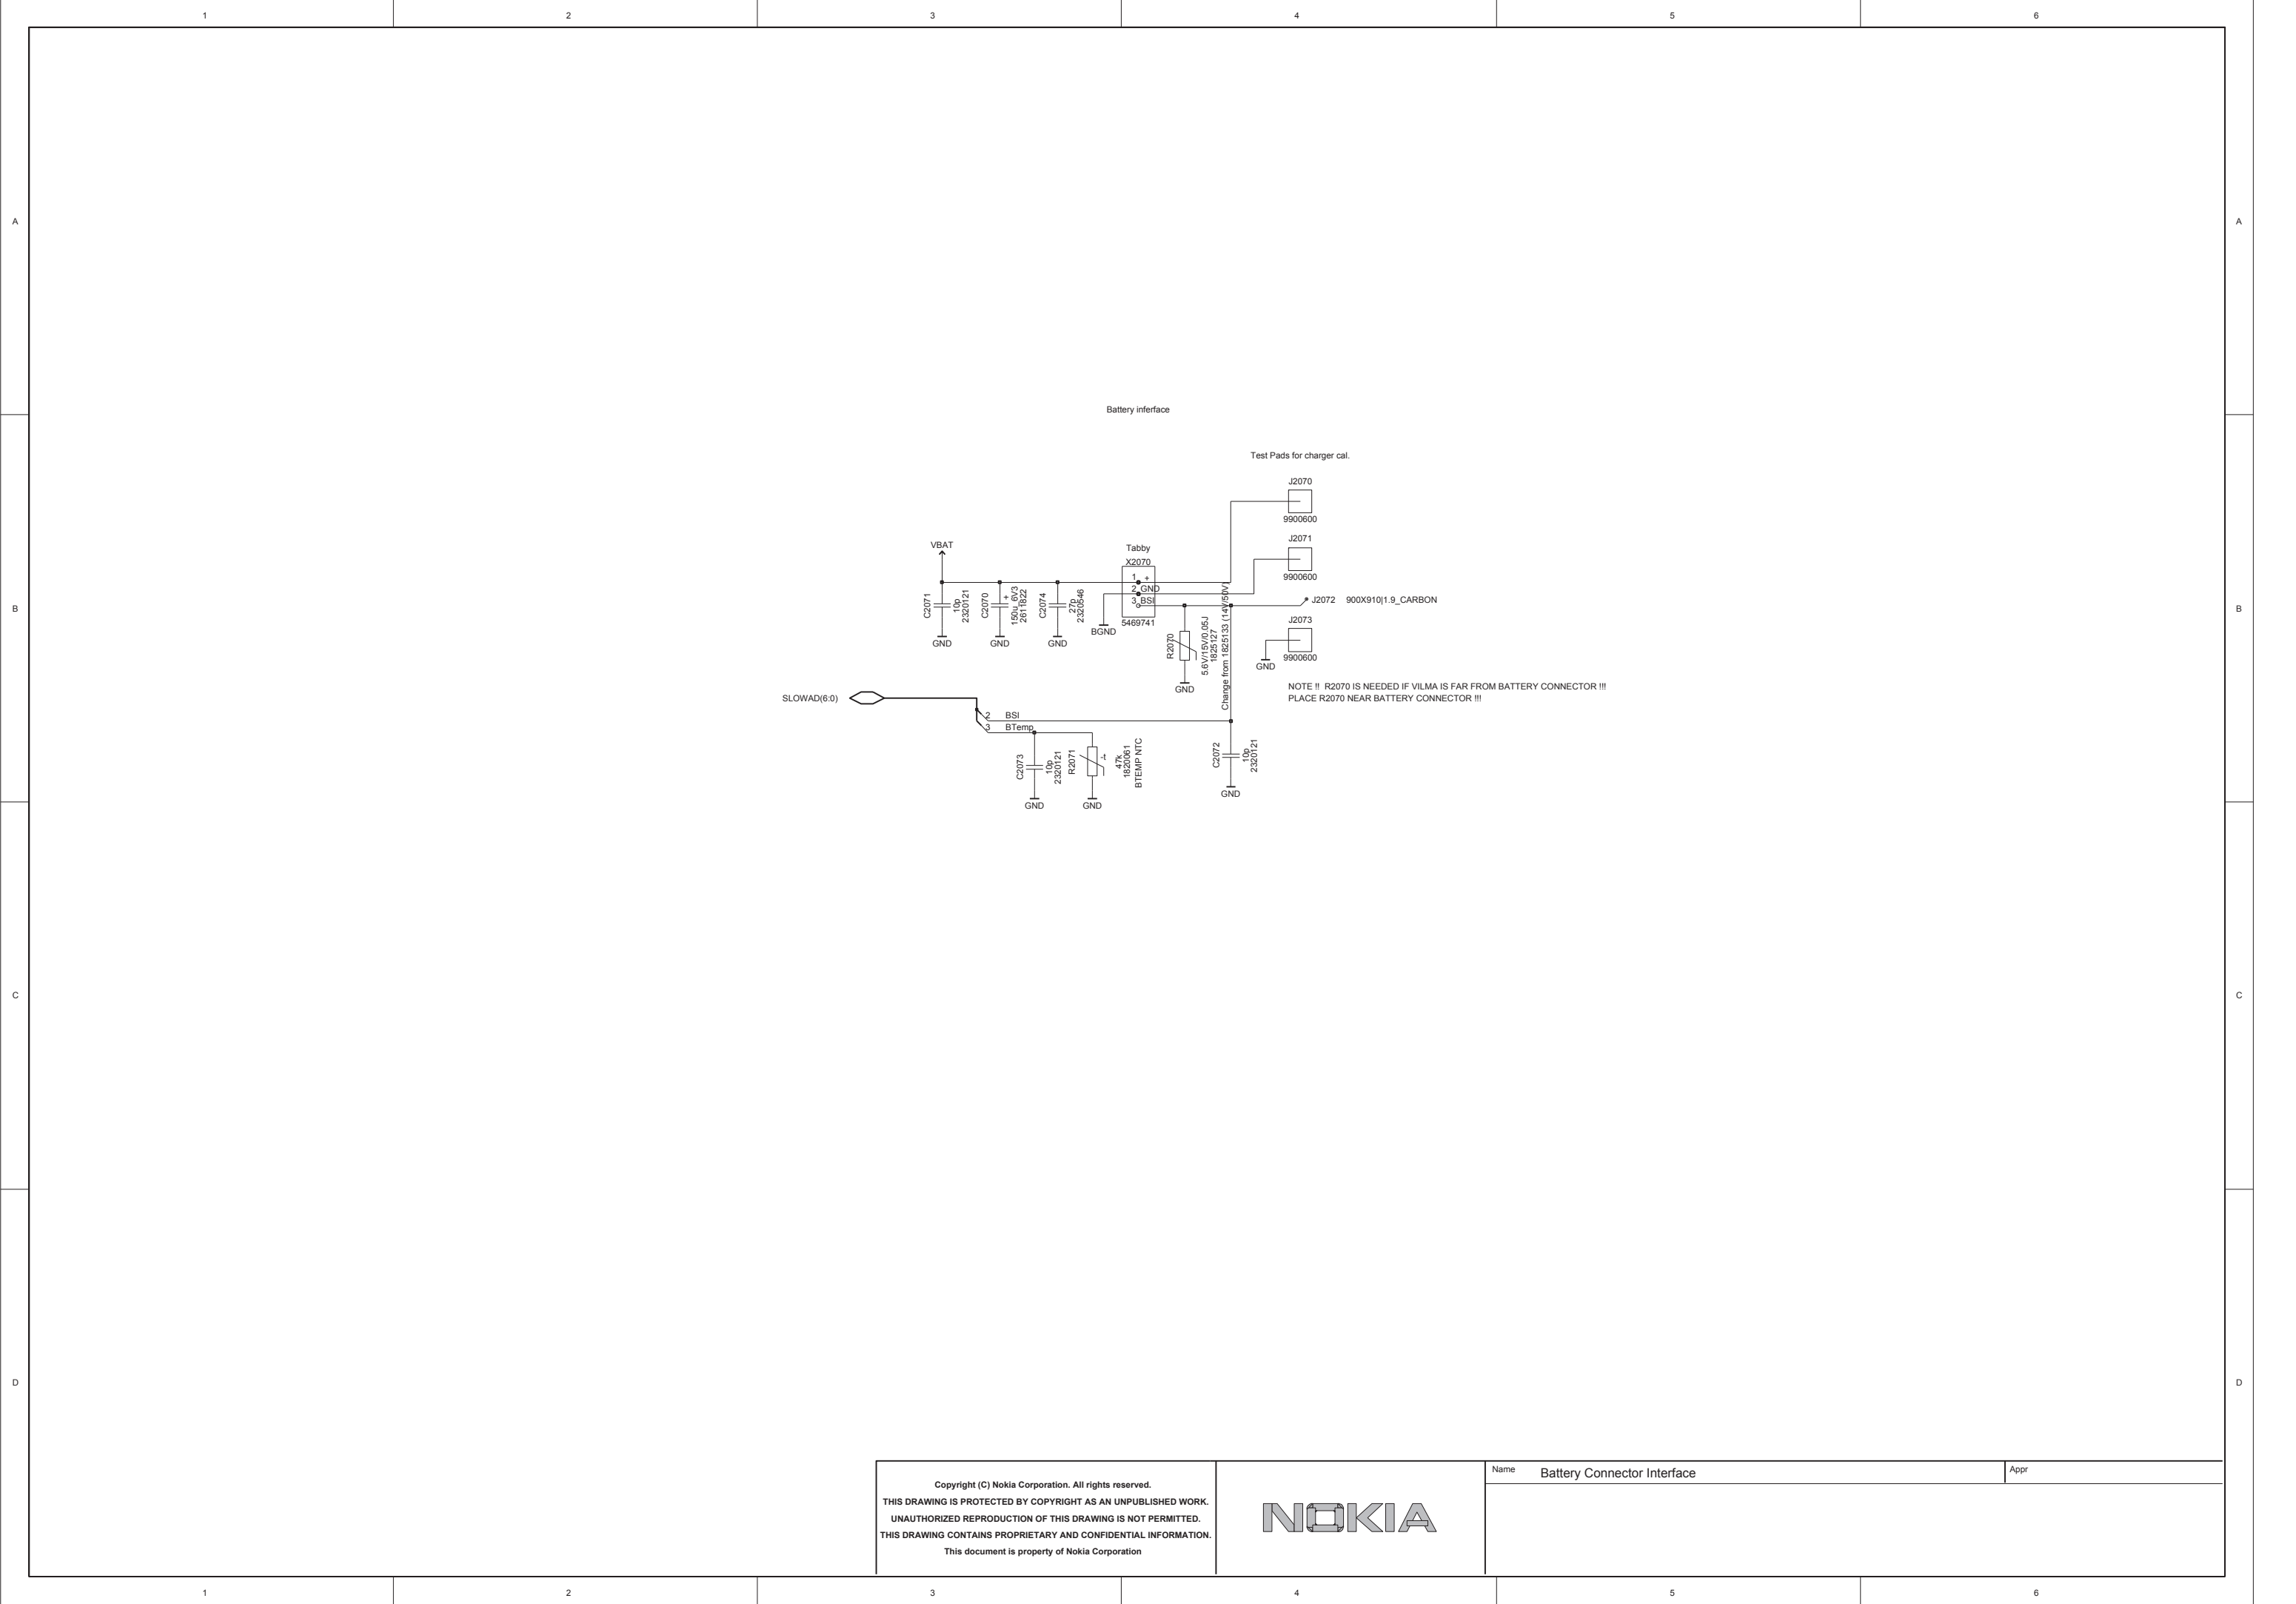 1 2 3 4 5 6
A A
Battery inferface
Test Pads for charger cal.
J2070
9900600
J2071
9900600
VBAT
Tabby
X2070
1 +
2 GND
3 BSI
5469741
BGND
C2071
10p
2320121
GND
C2070
+
150u_6V3
2611822
GND
C2074
27p
2320546
GND
R2070
5.6V/15V/0.05J
1825127
Change from 1825133 (14V/50V)
GND
J2072 900X910|1.9_CARBON
J2073
9900600
GND
B B
NOTE !! R2070 IS NEEDED IF VILMA IS FAR FROM BATTERY CONNECTOR !!!
PLACE R2070 NEAR BATTERY CONNECTOR !!!
SLOWAD(6:0)
2 BSI
3 BTemp
C2073
10p
2320121
GND
R2071
-t
47k
1820061
BTEMP NTC
GND
C2072
10p
2320121
GND
C C
D D
Copyright (C) Nokia Corporation. All rights reserved.
THIS DRAWING IS PROTECTED BY COPYRIGHT AS AN UNPUBLISHED WORK.
UNAUTHORIZED REPRODUCTION OF THIS DRAWING IS NOT PERMITTED.
THIS DRAWING CONTAINS PROPRIETARY AND CONFIDENTIAL INFORMATION.
This document is property of Nokia Corporation
NOKIA
Name Battery Connector Interface
Appr
1 2 3 4 5 6